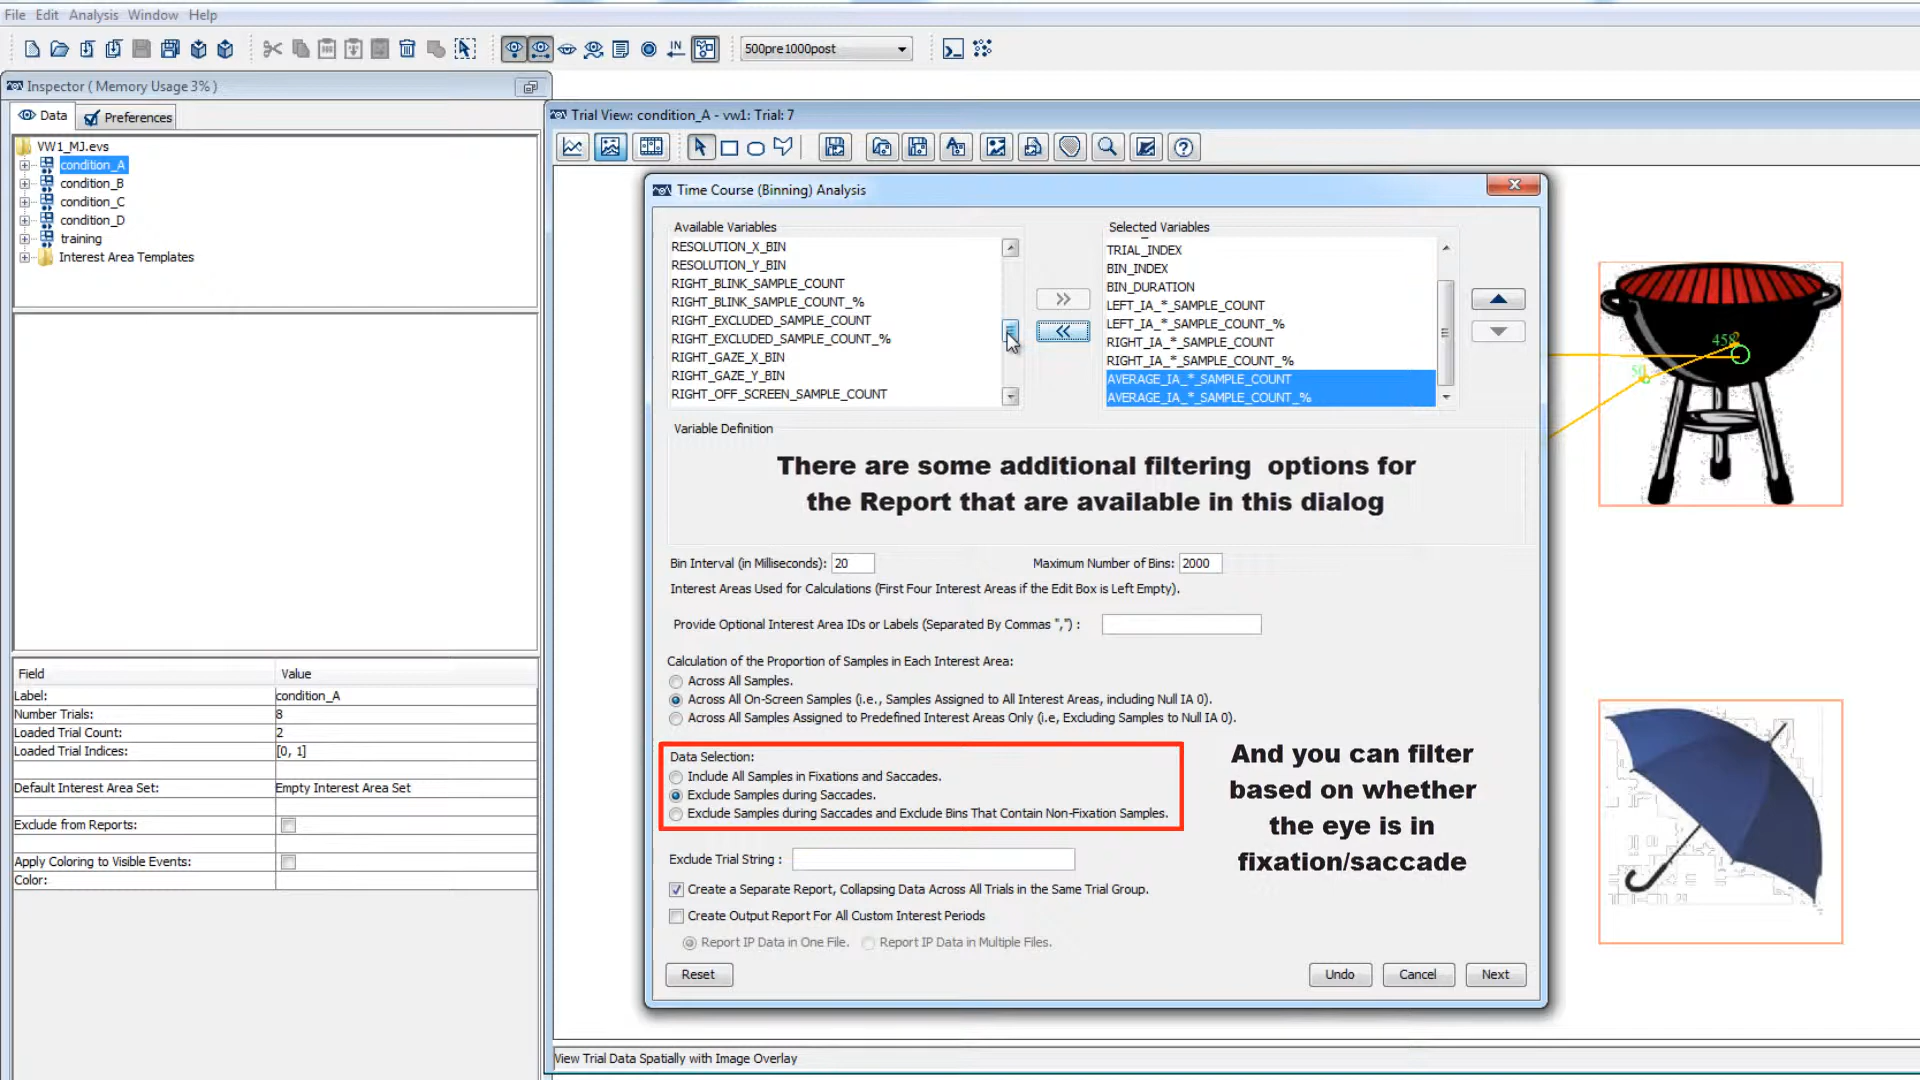 File Edit Analysis Window Help
IN
500pre1000post
Inspector ( Memory Usage 3% )
Data Preferences
VW1_MJ.evs
condition_A
condition_B
condition_C
condition_D
training
Interest Area Templates
Field Value
Label: condition_A
Number Trials: 8
Loaded Trial Count: 2
Loaded Trial Indices: [0, 1]
Default Interest Area Set: Empty Interest Area Set
Exclude from Reports:
Apply Coloring to Visible Events:
Color:
Trial View: condition_A - vw1: Trial: 7
Time Course (Binning) Analysis
Available Variables
RESOLUTION_X_BIN
RESOLUTION_Y_BIN
RIGHT_BLINK_SAMPLE_COUNT
RIGHT_BLINK_SAMPLE_COUNT_%
RIGHT_EXCLUDED_SAMPLE_COUNT
RIGHT_EXCLUDED_SAMPLE_COUNT_%
RIGHT_GAZE_X_BIN
RIGHT_GAZE_Y_BIN
RIGHT_OFF_SCREEN_SAMPLE_COUNT
Selected Variables
TRIAL_INDEX
BIN_INDEX
BIN_DURATION
LEFT_IA_*_SAMPLE_COUNT
LEFT_IA_*_SAMPLE_COUNT_%
RIGHT_IA_*_SAMPLE_COUNT
RIGHT_IA_*_SAMPLE_COUNT_%
AVERAGE_IA_*_SAMPLE_COUNT
AVERAGE_IA_*_SAMPLE_COUNT_%
Variable Definition
There are some additional filtering options for
the Report that are available in this dialog
Bin Interval (in Milliseconds): 20 Maximum Number of Bins: 2000
Interest Areas Used for Calculations (First Four Interest Areas if the Edit Box is Left Empty).
Provide Optional Interest Area IDs or Labels (Separated By Commas ",") :
Calculation of the Proportion of Samples in Each Interest Area:
Across All Samples.
Across All On-Screen Samples (i.e., Samples Assigned to All Interest Areas, including Null IA 0).
Across All Samples Assigned to Predefined Interest Areas Only (i.e, Excluding Samples to Null IA 0).
Data Selection:
Include All Samples in Fixations and Saccades.
Exclude Samples during Saccades.
Exclude Samples during Saccades and Exclude Bins That Contain Non-Fixation Samples.
And you can filter
based on whether
the eye is in
fixation/saccade
Exclude Trial String :
Create a Separate Report, Collapsing Data Across All Trials in the Same Trial Group.
Create Output Report For All Custom Interest Periods
Report IP Data in One File. Report IP Data in Multiple Files.
Reset Undo Cancel Next
458
50
View Trial Data Spatially with Image Overlay